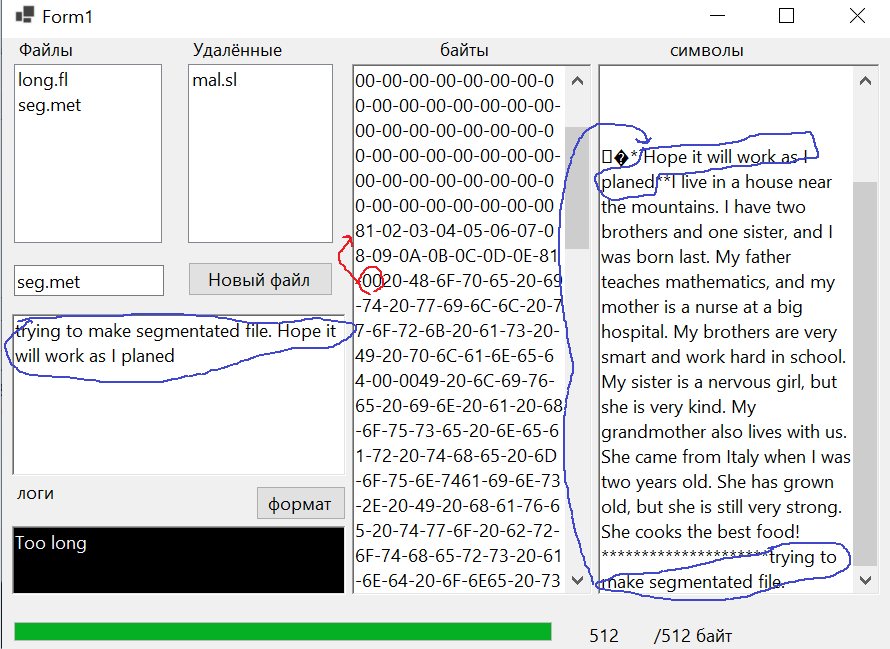 Form1
Файлы
long.fl
seg.met
Удалённые
mal.sl
seg.met
Новый файл
trying to make segmentated file. Hope it
will work as I planed
логи
формат
Too long
байты
00-00-00-00-00-00-00-0
0-00-00-00-00-00-00-00-
00-00-00-00-00-00-00-0
0-00-00-00-00-00-00-00-
00-00-00-00-00-00-00-0
0-00-00-00-00-00-00-00
81-02-03-04-05-06-07-0
8-09-0A-0B-0C-0D-0E-81
-0020-48-6F-70-65-20-69
-74-20-77-69-6C-6C-20-7
7-6F-72-6B-20-61-73-20-
49-20-70-6C-61-6E-65-6
4-00-0049-20-6C-69-76-
65-20-69-6E-20-61-20-68
-6F-75-73-65-20-6E-65-6
1-72-20-74-68-65-20-6D
-6F-75-6E-7461-69-6E-73
-2E-20-49-20-68-61-76-6
5-20-74-77-6F-20-62-72-
6F-74-68-65-72-73-20-61
-6E-64-20-6F-6E65-20-73
символы
▯�* Hope it will work as I
planed**I live in a house near
the mountains. I have two
brothers and one sister, and I
was born last. My father
teaches mathematics, and my
mother is a nurse at a big
hospital. My brothers are very
smart and work hard in school.
My sister is a nervous girl, but
she is very kind. My
grandmother also lives with us.
She came from Italy when I was
two years old. She has grown
old, but she is still very strong.
She cooks the best food!
********************trying to
make segmentated file.
512 /512 байт